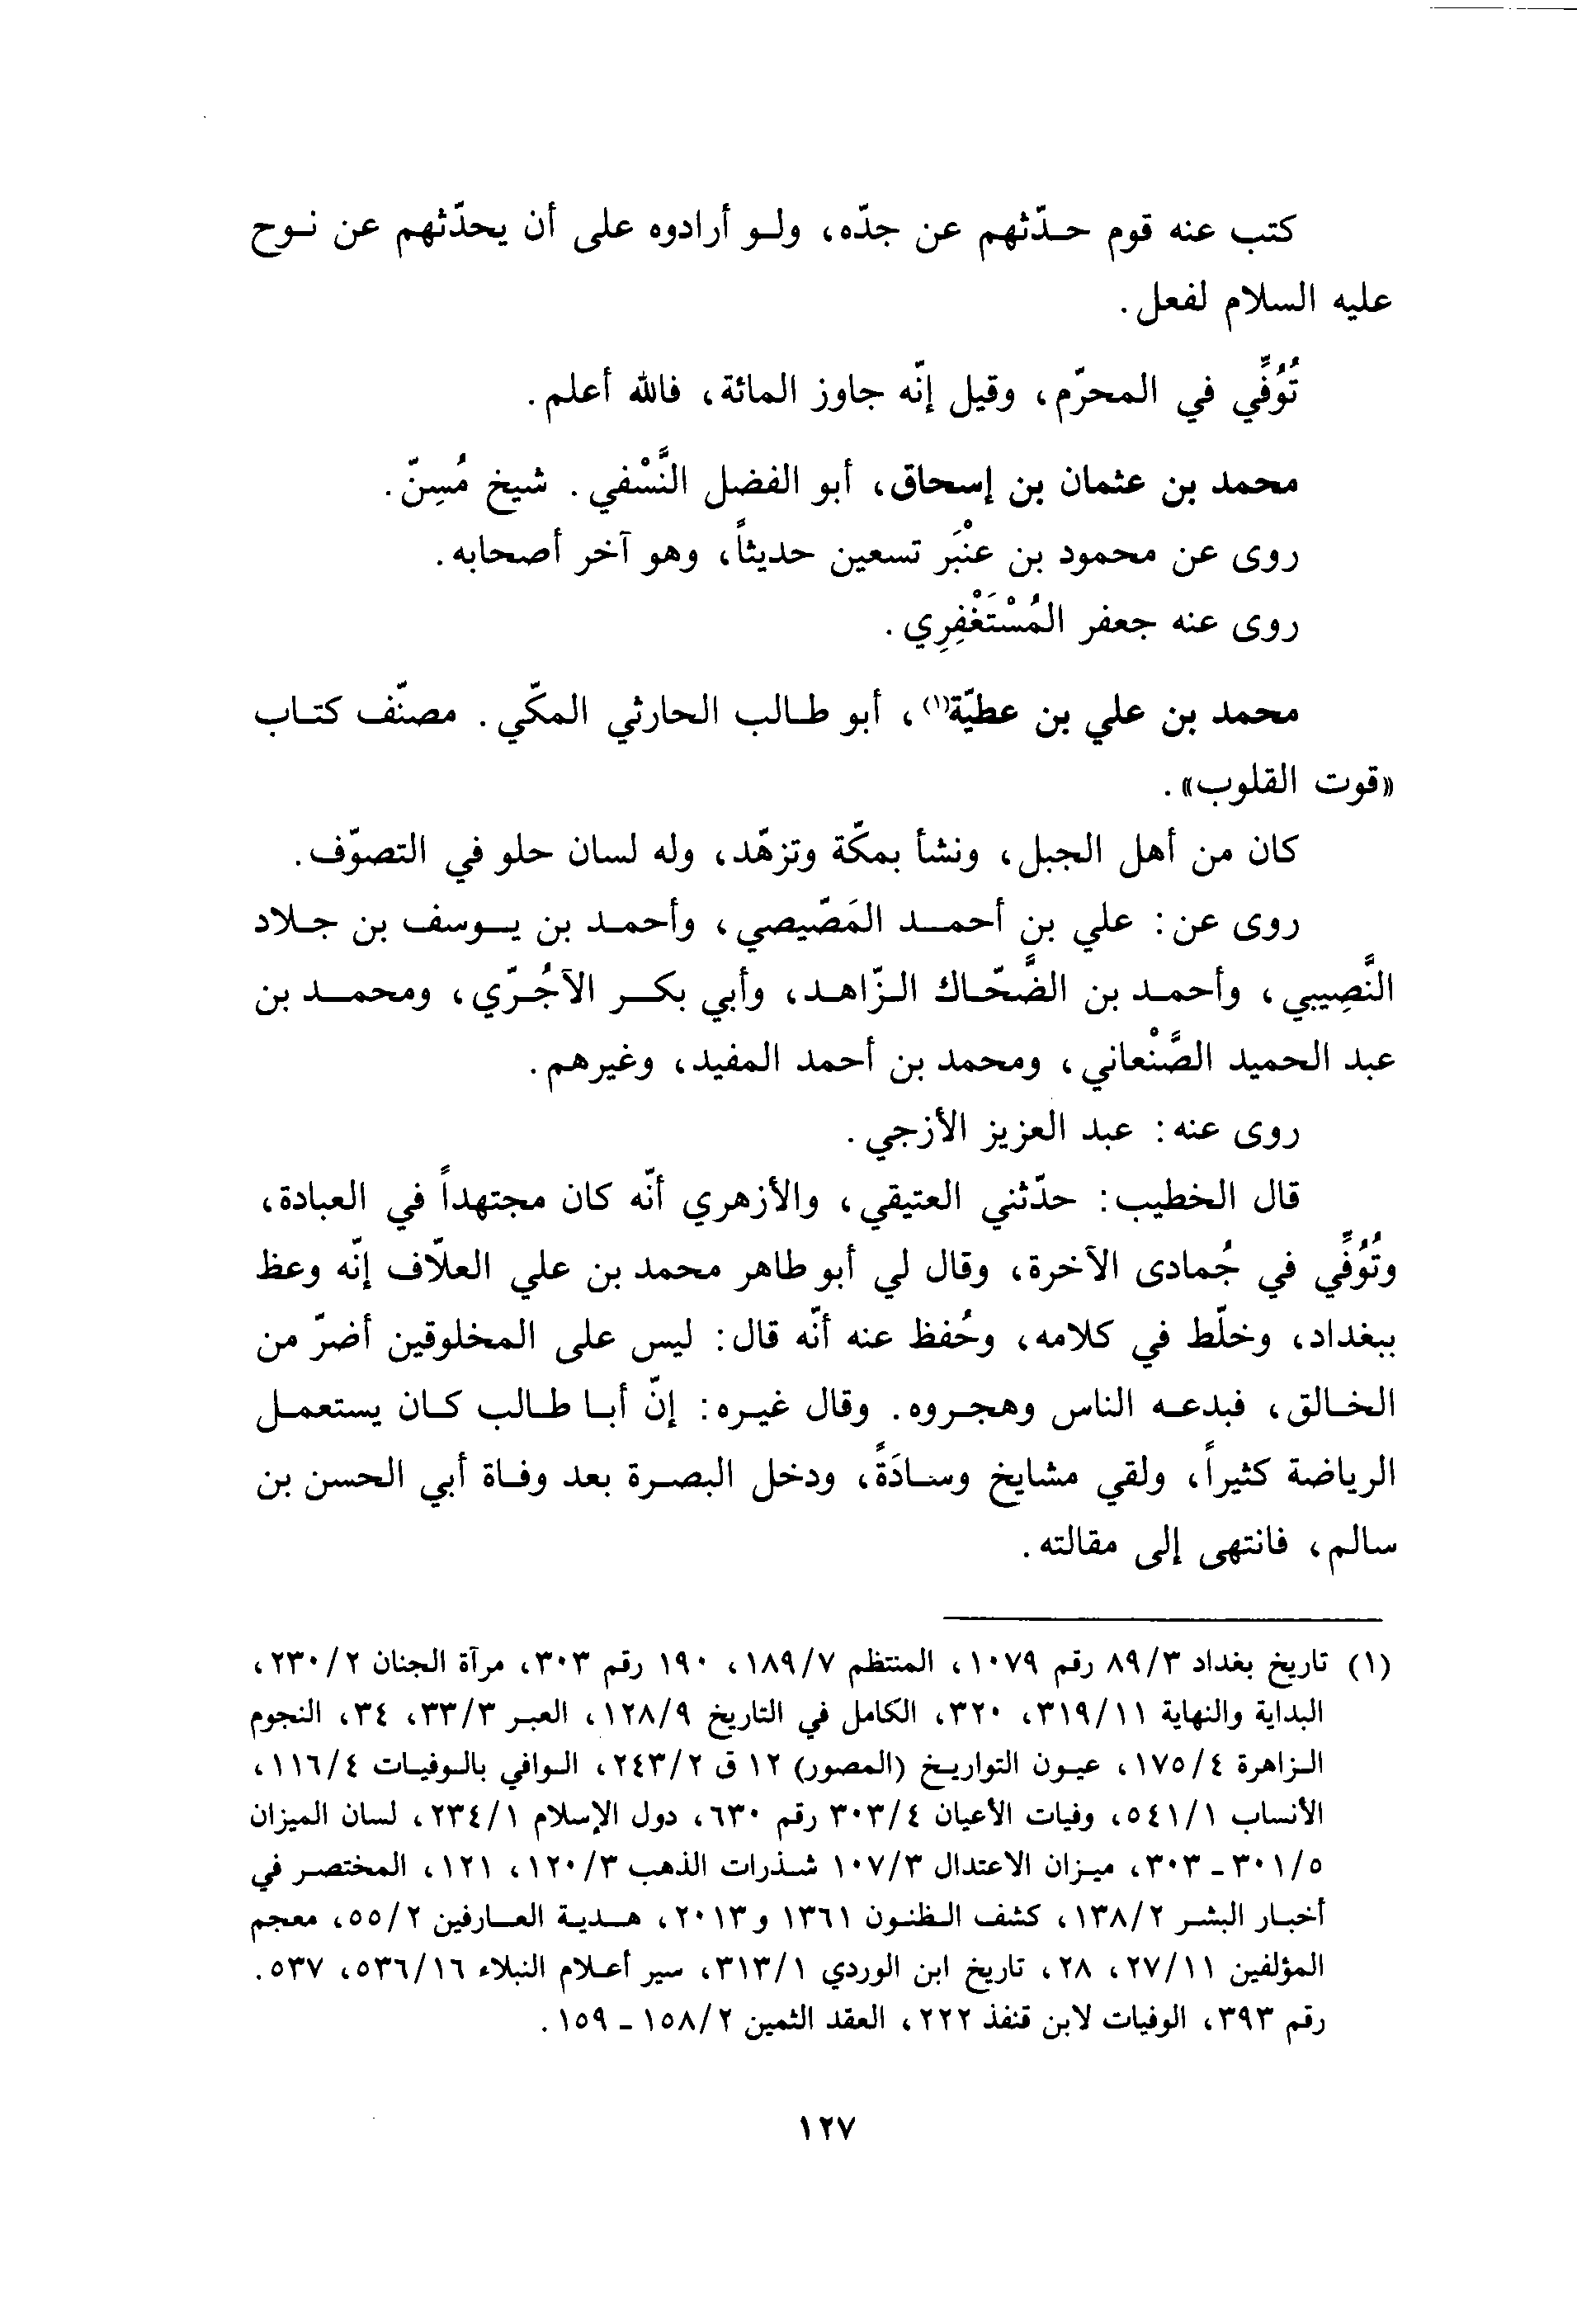 كتب عنه قوم حدّثهم عن جدّه، ولو أرادوه على أن يحدّثهم عن نوح
عليه السلام لفعل.
تُوُفِّي في المحرّم، وقيل إنّه جاوز المائة، فالله أعلم.
محمد بن عثمان بن إسحاق، أبو الفضل النَّسْفي. شيخ مُسِنّ.
روى عن محمود بن عنْبَر تسعين حديثاً، وهو آخر أصحابه.
روى عنه جعفر المُسْتَغْفِرِي.
محمد بن علي بن عطيّة(١)، أبو طالب الحارثي المكّي. مصنّف كتاب
«قوت القلوب».
كان من أهل الجبل، ونشأ بمكّة وتزهّد، وله لسان حلو في التصوّف.
روى عن: علي بن أحمد المَصّيصي، وأحمد بن يوسف بن جلاد
النَّصِيبي، وأحمد بن الضَّحّاك الزّاهد، وأبي بكر الآجُرّي، ومحمد بن
عبد الحميد الصَّنْعاني، ومحمد بن أحمد المفيد، وغيرهم.
روى عنه: عبد العزيز الأزجي.
قال الخطيب: حدّثني العتيقي، والأزهري أنّه كان مجتهداً في العبادة،
وتُوُفِّي في جُمادى الآخرة، وقال لي أبو طاهر محمد بن علي العلاّف إنّه وعظ
ببغداد، وخلّط في كلامه، وحُفظ عنه أنّه قال: ليس على المخلوقين أضرّ من
الخالق، فبدعه الناس وهجروه. وقال غيره: إنّ أبا طالب كان يستعمل
الرياضة كثيراً، ولقي مشايخ وسادَةً، ودخل البصرة بعد وفاة أبي الحسن بن
سالم، فانتهى إلى مقالته.
(١) تاريخ بغداد ٨٩/٣ رقم ١٠٧٩، المنتظم ١٨٩/٧، ١٩٠ رقم ٣٠٣، مرآة الجنان ٢٣٠/٢،
البداية والنهاية ٣١٩/١١، ٣٢٠، الكامل في التاريخ ١٢٨/٩، العبر ٣٣/٣، ٣٤، النجوم
الزاهرة ١٧٥/٤، عيون التواريخ (المصور) ١٢ ق ٢٤٣/٢، الوافي بالوفيات ١١٦/٤،
الأنساب ٥٤١/١، وفيات الأعيان ٣٠٣/٤ رقم ٦٣٠، دول الإسلام ٢٣٤/١، لسان الميزان
٣٠١/٥ - ٣٠٣، ميزان الاعتدال ١٠٧/٣ شذرات الذهب ١٢٠/٣، ١٢١، المختصر في
أخبار البشر ١٣٨/٢، كشف الظنون ١٣٦١ و٢٠١٣، هدية العارفين ٥٥/٢، معجم
المؤلفين ٢٧/١١، ٢٨، تاريخ ابن الوردي ٣١٣/١، سير أعلام النبلاء ٥٣٦/١٦، ٥٣٧.
رقم ٣٩٣، الوفيات لابن قنفذ ٢٢٢، العقد الثمين ١٥٨/٢ - ١٥٩.
١٢٧